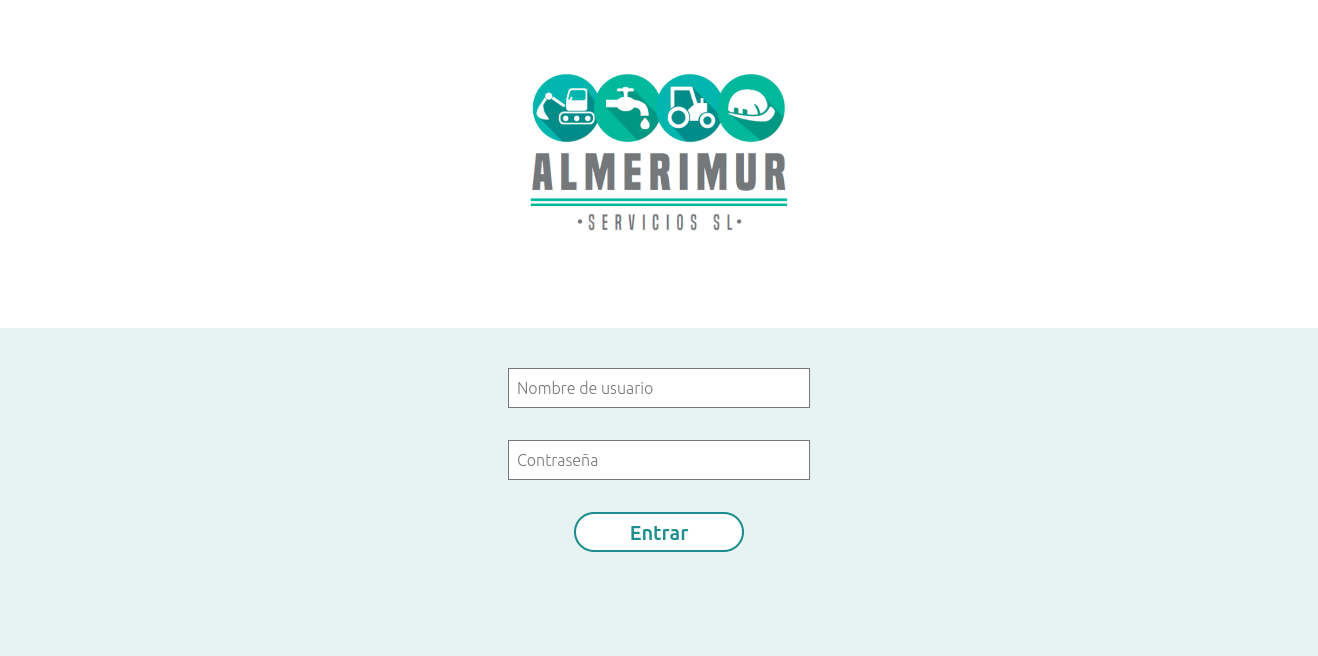 ALMERIMUR
·SERVICIOS SL·
Nombre de usuario
Contraseña
Entrar